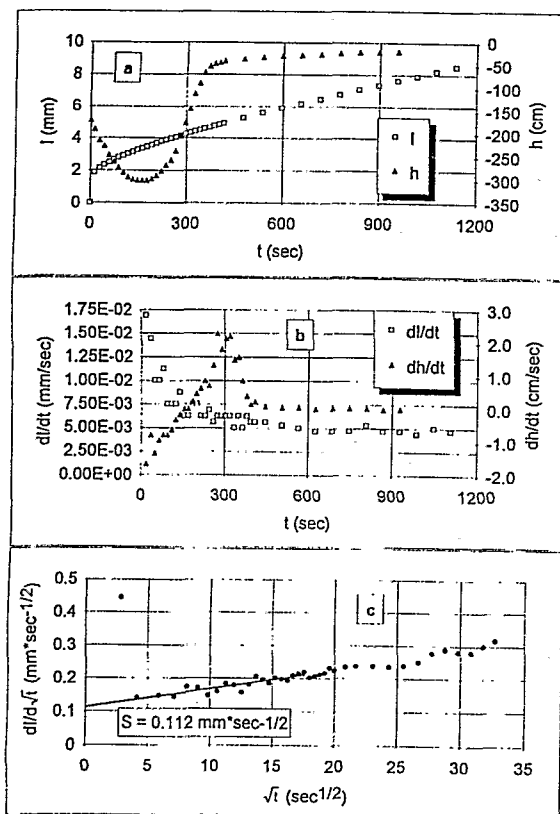 10
8
6
4
2
0
I (mm)
a
0
-50
-100
-150
-200
-250
-300
-350
h (cm)
I
h
0
300
600
900
1200
t (sec)
1.75E-02
1.50E-02
1.25E-02
1.00E-02
7.50E-03
5.00E-03
2.50E-03
0.00E+00
dI/dt (mm/sec)
b
dI/dt
dh/dt
3.0
2.0
1.0
0.0
-1.0
-2.0
dh/dt (cm/sec)
0
300
600
900
1200
t (sec)
0.5
0.4
0.3
0.2
0.1
0
dI/d√t (mm*sec-1/2)
c
S = 0.112 mm*sec-1/2
0
5
10
15
20
25
30
35
√t (sec1/2)